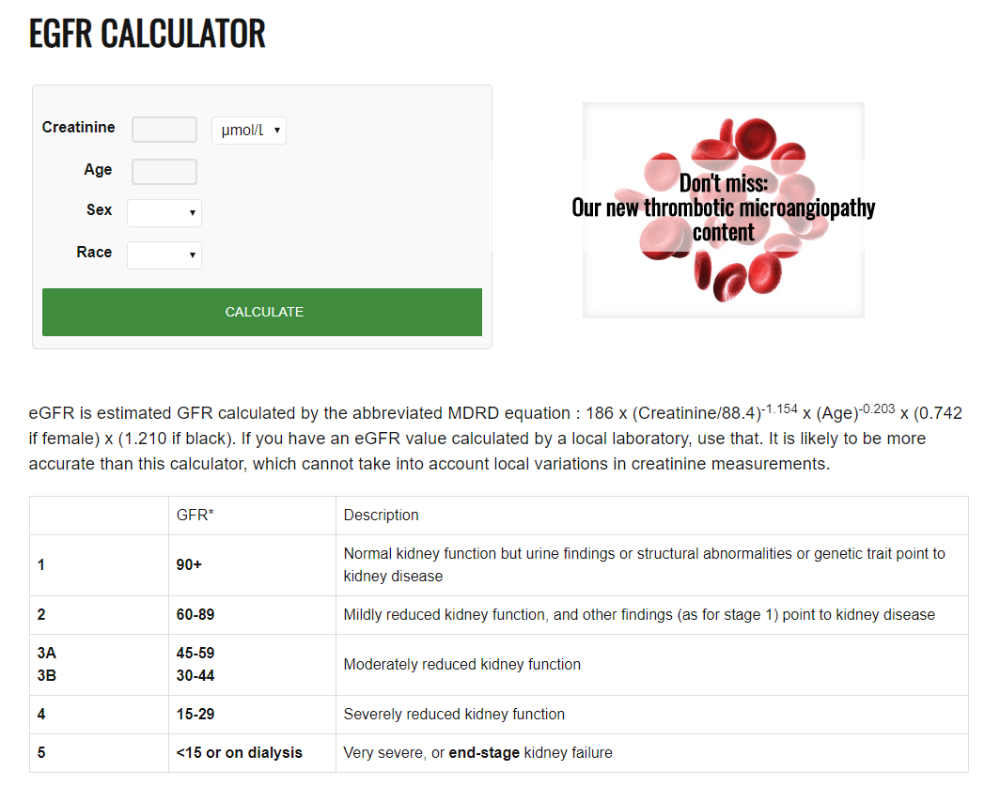 EGFR CALCULATOR
Creatinine μmol/L
Age
Sex
Race
CALCULATE
Don't miss:
Our new thrombotic microangiopathy
content
eGFR is estimated GFR calculated by the abbreviated MDRD equation : 186 x (Creatinine/88.4)-1.154 x (Age)-0.203 x (0.742
if female) x (1.210 if black). If you have an eGFR value calculated by a local laboratory, use that. It is likely to be more
accurate than this calculator, which cannot take into account local variations in creatinine measurements.
GFR* Description
1 90+ Normal kidney function but urine findings or structural abnormalities or genetic trait point to
kidney disease
2 60-89 Mildly reduced kidney function, and other findings (as for stage 1) point to kidney disease
3A 45-59
3B 30-44
Moderately reduced kidney function
4 15-29 Severely reduced kidney function
5 <15 or on dialysis Very severe, or end-stage kidney failure